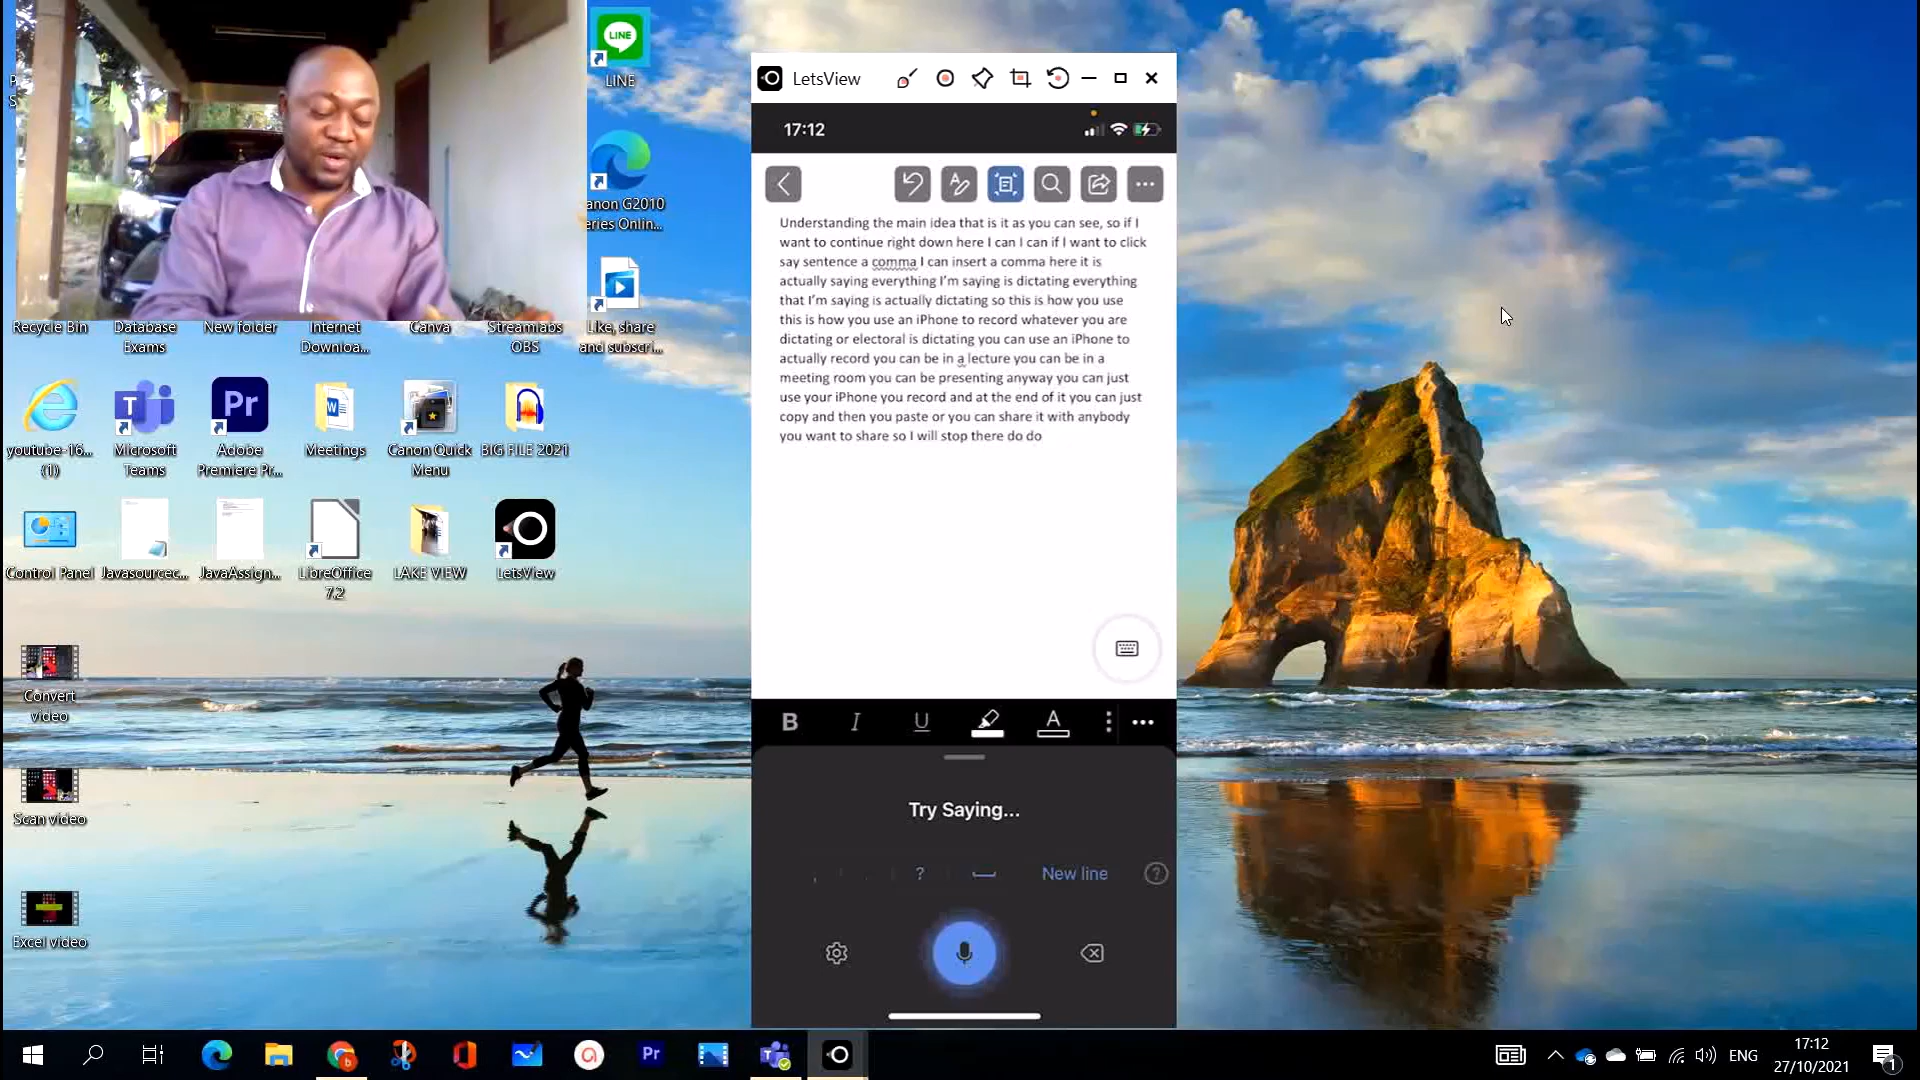 LINE
anon G2010
eries Onlin...
Recycle Bin
Database
Exams
New folder
Internet
Downloa...
Canva
Streamlabs
OBS
Like, share
and subscri...
youtube-16...
(1)
Microsoft
Teams
Adobe
Premiere Pr...
Meetings
Canon Quick
Menu
BIG FILE 2021
Control Panel
Javasourcec...
JavaAssign...
LibreOffice
7.2
LAKE VIEW
LetsView
Convert
video
Scan video
Excel video
LetsView
17:12
Understanding the main idea that is it as you can see, so if I
want to continue right down here I can I can if I want to click
say sentence a comma I can insert a comma here it is
actually saying everything I'm saying is dictating everything
that I'm saying is actually dictating so this is how you use
this is how you use an iPhone to record whatever you are
dictating or electoral is dictating you can use an iPhone to
actually record you can be in a lecture you can be in a
meeting room you can be presenting anyway you can just
use your iPhone you record and at the end of it you can just
copy and then you paste or you can share it with anybody
you want to share so I will stop there do do
B I U A
Try Saying...
, . ? New line ?
ENG
17:12
27/10/2021
1